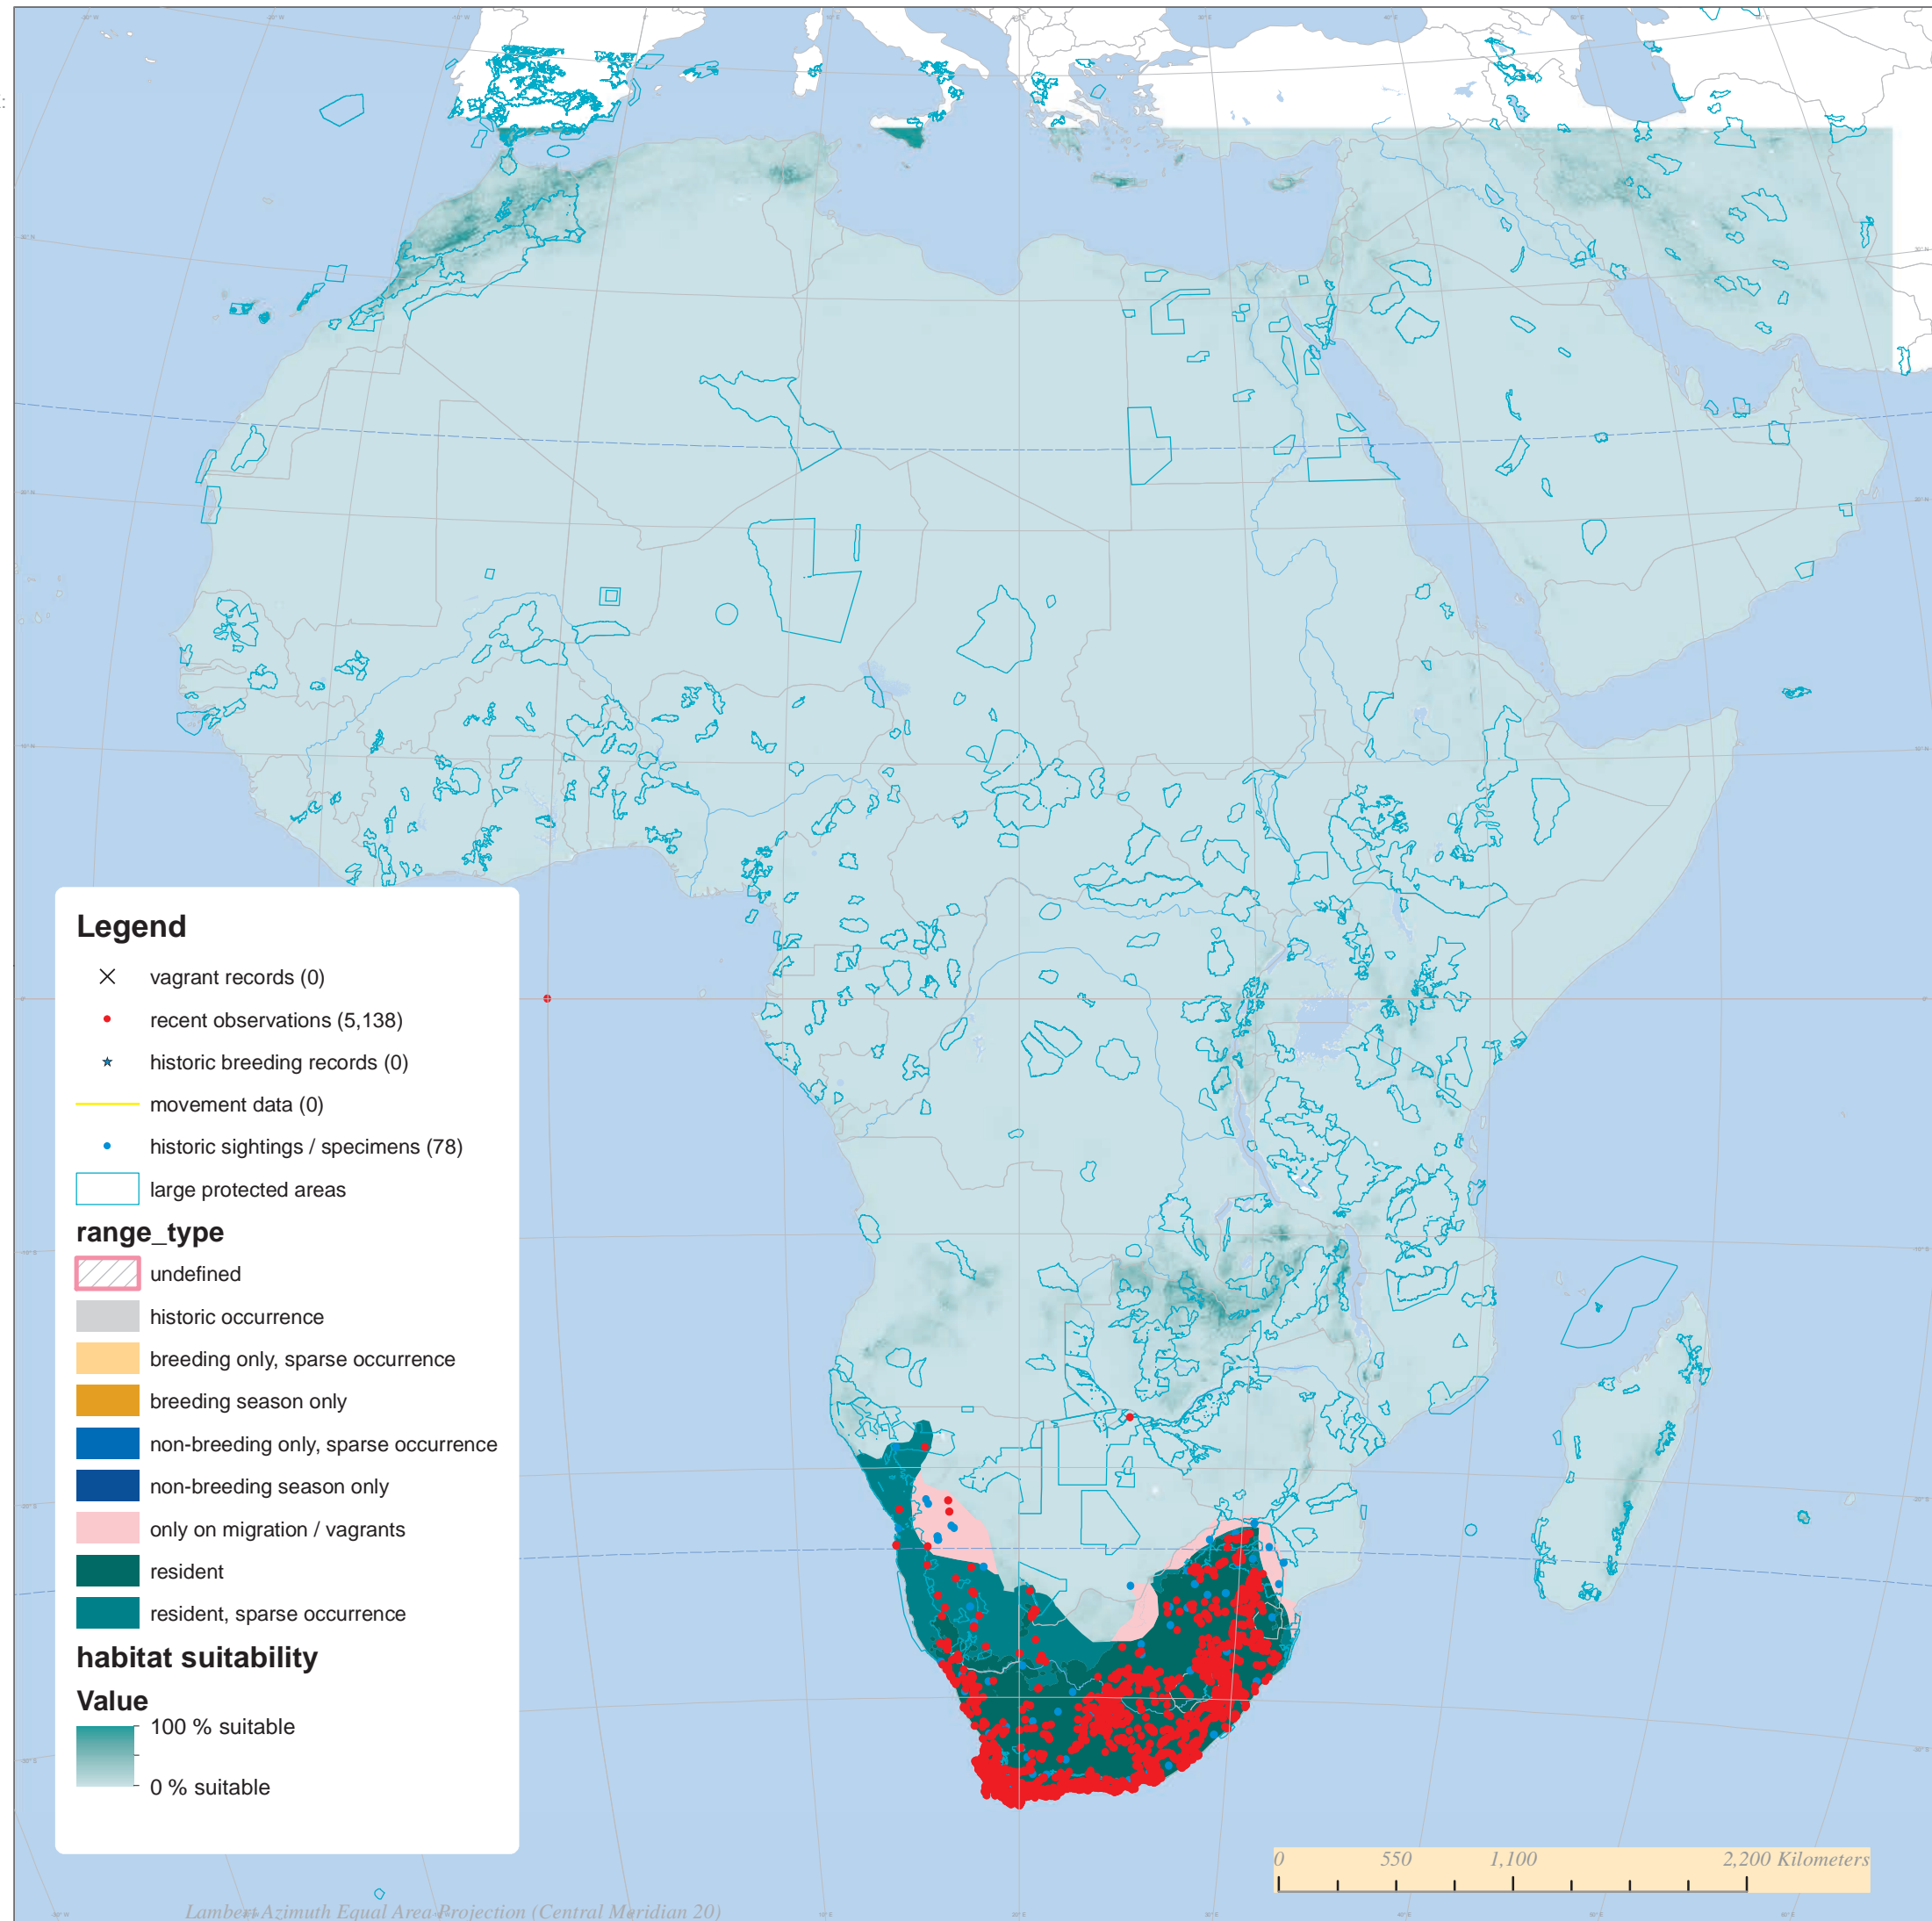 Legend
vagrant records (0)
recent observations (5,138)
historic breeding records (0)
movement data (0)
historic sightings / specimens (78)
large protected areas
range_type
undefined
historic occurrence
breeding only, sparse occurrence
breeding season only
non-breeding only, sparse occurrence
non-breeding season only
only on migration / vagrants
resident
resident, sparse occurrence
habitat suitability
Value
100 % suitable
0 % suitable
0 550 1,100 2,200 Kilometers
Lambert Azimuth Equal Area Projection (Central Meridian 20)